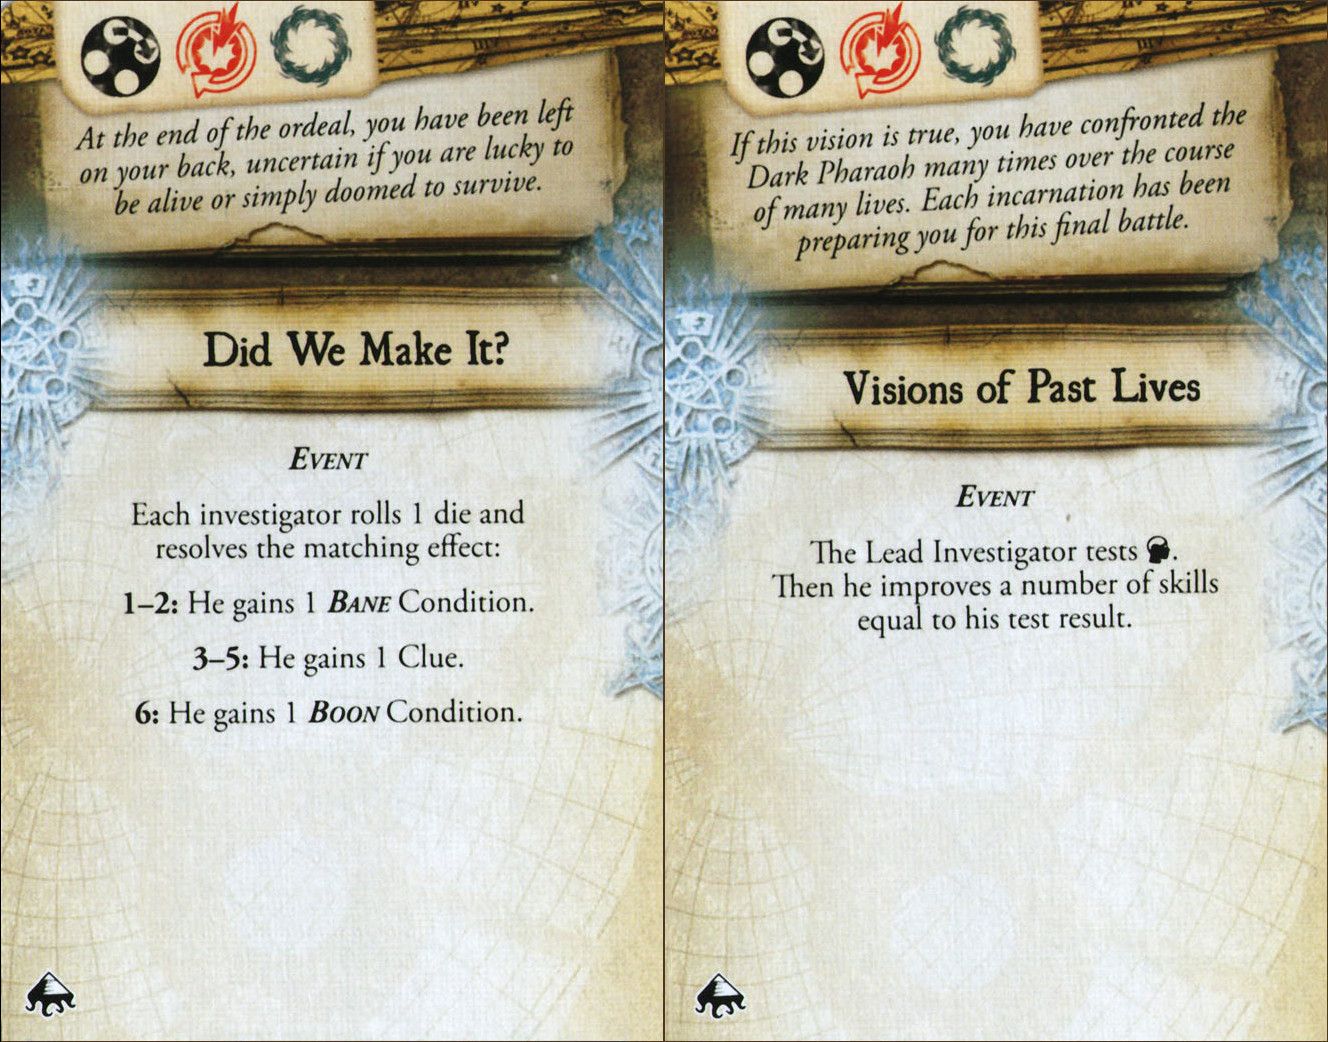 At the end of the ordeal, you have been left
on your back, uncertain if you are lucky to
be alive or simply doomed to survive.
Did We Make It?
EVENT
Each investigator rolls 1 die and
resolves the matching effect:
1–2: He gains 1 BANE Condition.
3–5: He gains 1 Clue.
6: He gains 1 BOON Condition.
If this vision is true, you have confronted the
Dark Pharaoh many times over the course
of many lives. Each incarnation has been
preparing you for this final battle.
Visions of Past Lives
EVENT
The Lead Investigator tests .
Then he improves a number of skills
equal to his test result.